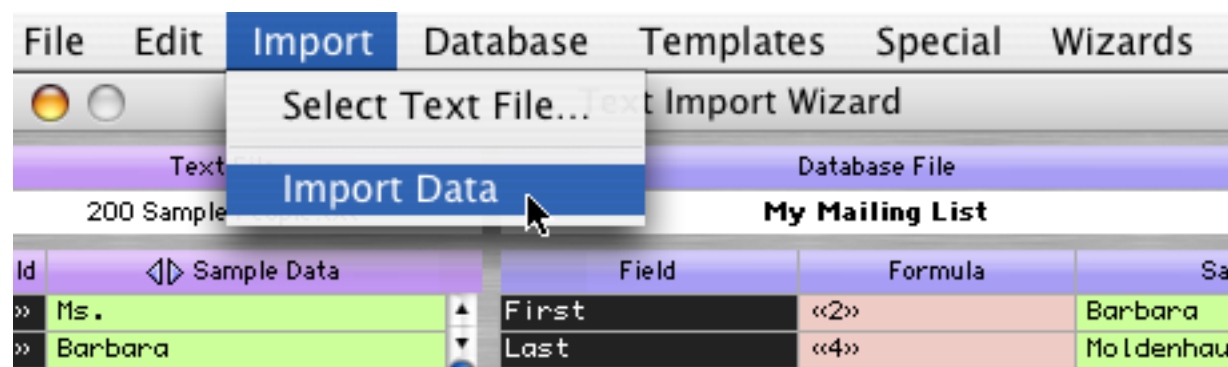 File Edit Import Database Templates Special Wizards
Select Text File...
Text Import Wizard
Import Data
Text
Database File
200 Sample
My Mailing List
ld
Sample Data
Field
Formula
Sa
» Ms.
First
«2»
Barbara
» Barbara
Last
«4»
Moldenhau